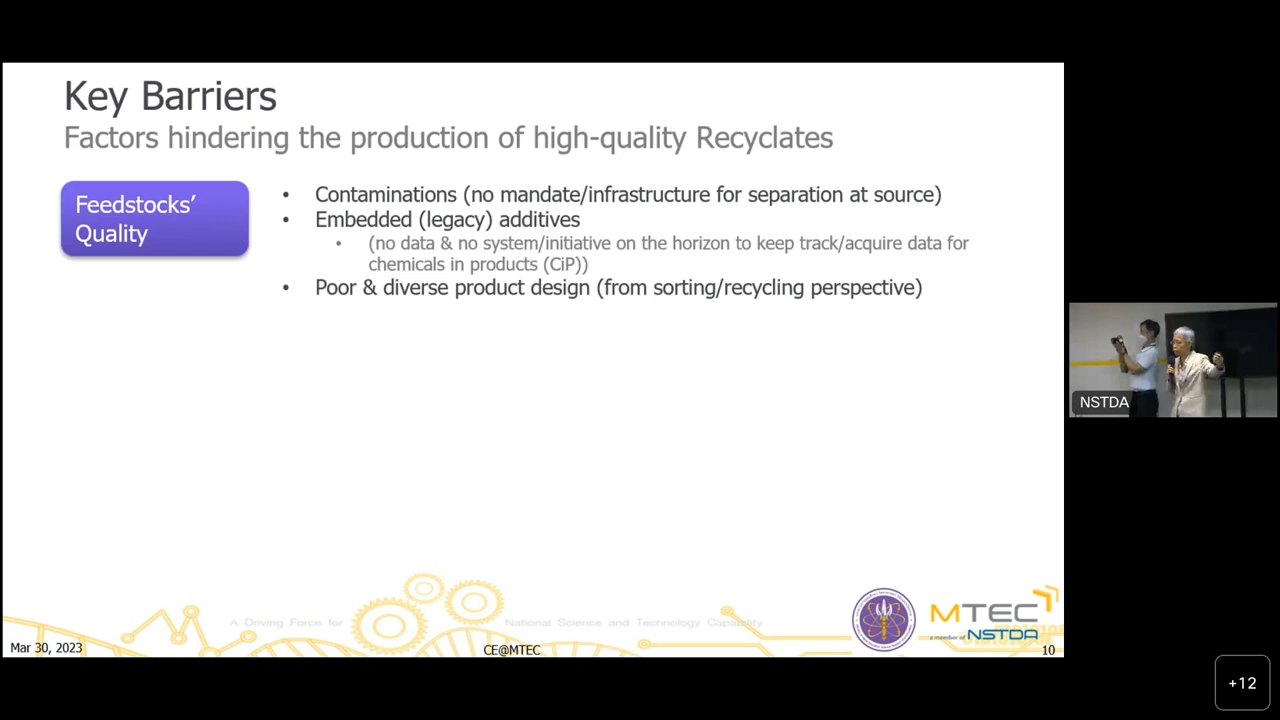 Key Barriers
Factors hindering the production of high-quality Recyclates
Feedstocks’
Quality
• Contaminations (no mandate/infrastructure for separation at source)
• Embedded (legacy) additives
• (no data & no system/initiative on the horizon to keep track/acquire data for
chemicals in products (CiP))
• Poor & diverse product design (from sorting/recycling perspective)
NSTDA
A Driving Force for National Science and Technology Capability
MTEC
a member of NSTDA
Mar 30, 2023
CE@MTEC
10
+12